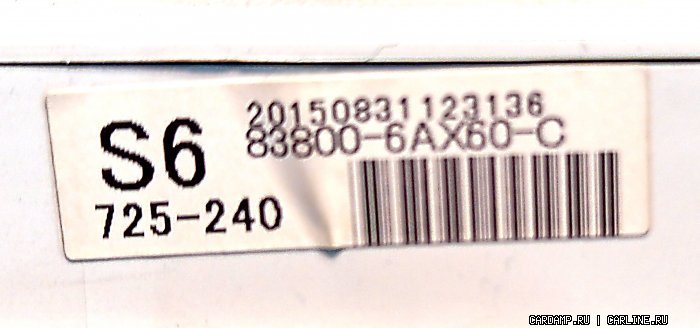 20150831123136
83800-6AX60-C
S6
725-240
CARDAMP.RU | CARLINE.RU